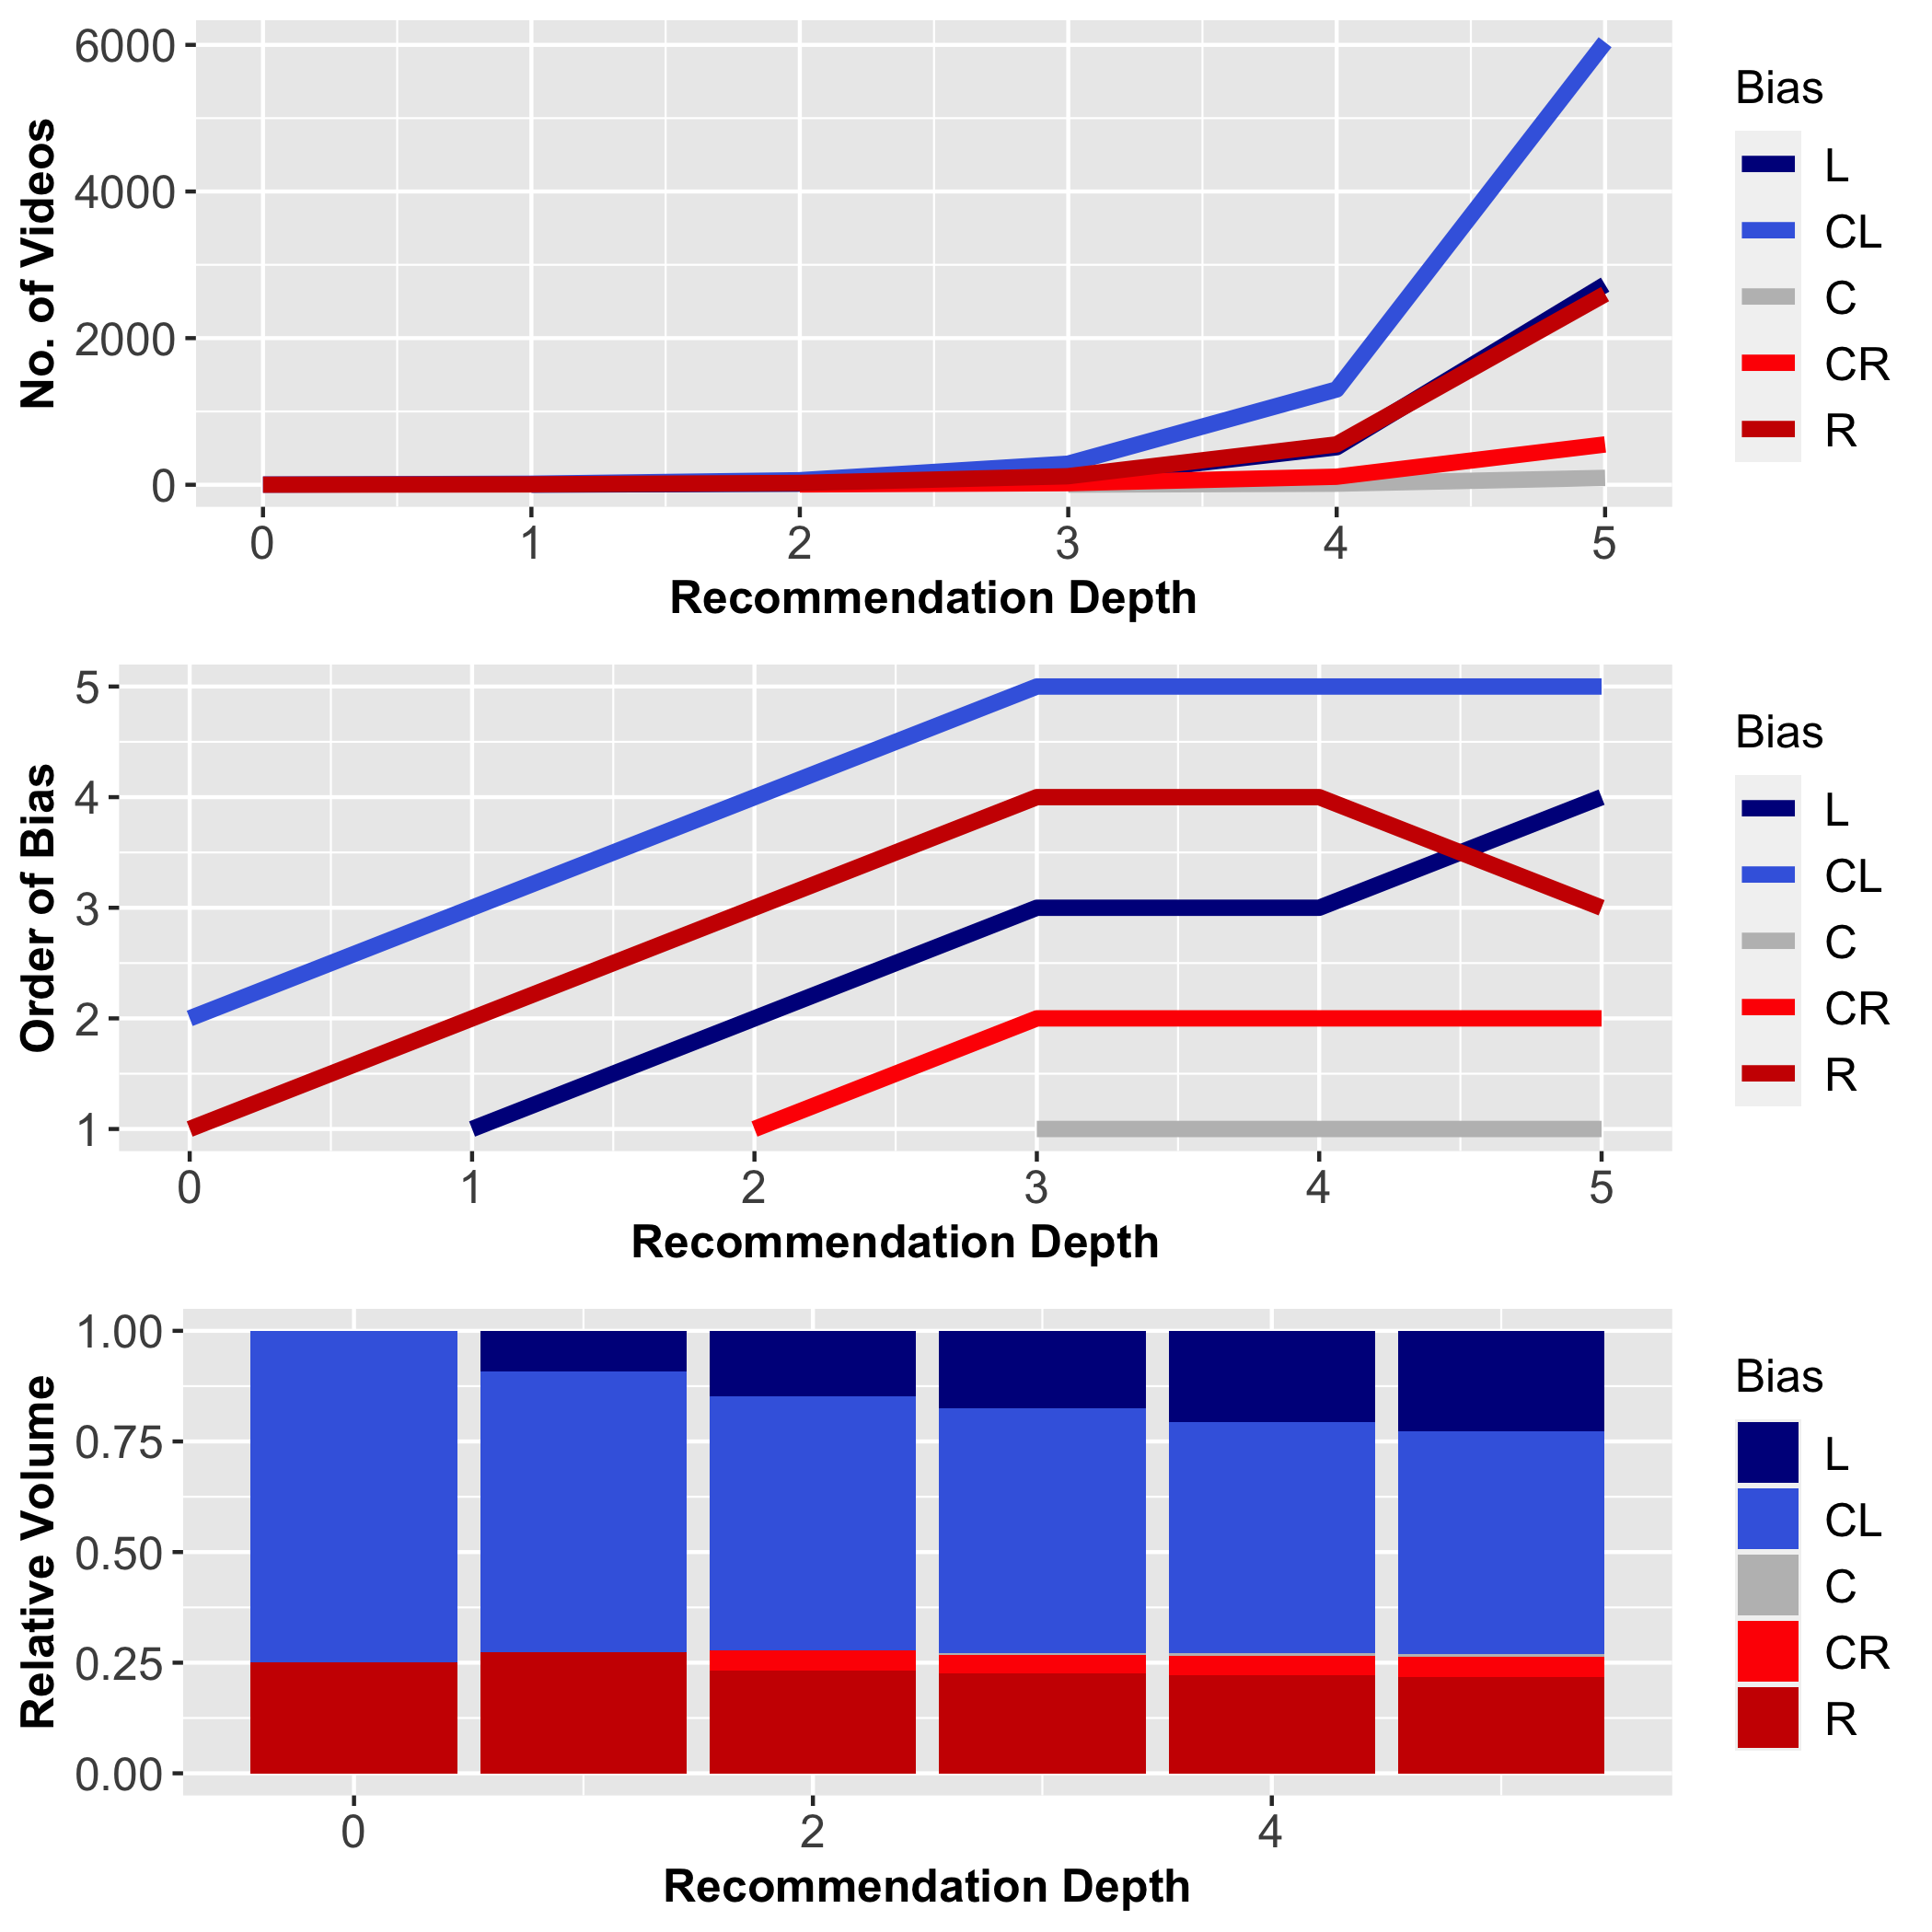 6000
4000
2000
0
No. of Videos
0 1 2 3 4 5
Recommendation Depth
Bias
L
CL
C
CR
R
5
4
3
2
1
Order of Bias
0 1 2 3 4 5
Recommendation Depth
Bias
L
CL
C
CR
R
1.00
0.75
0.50
0.25
0.00
Relative Volume
0 2 4
Recommendation Depth
Bias
L
CL
C
CR
R